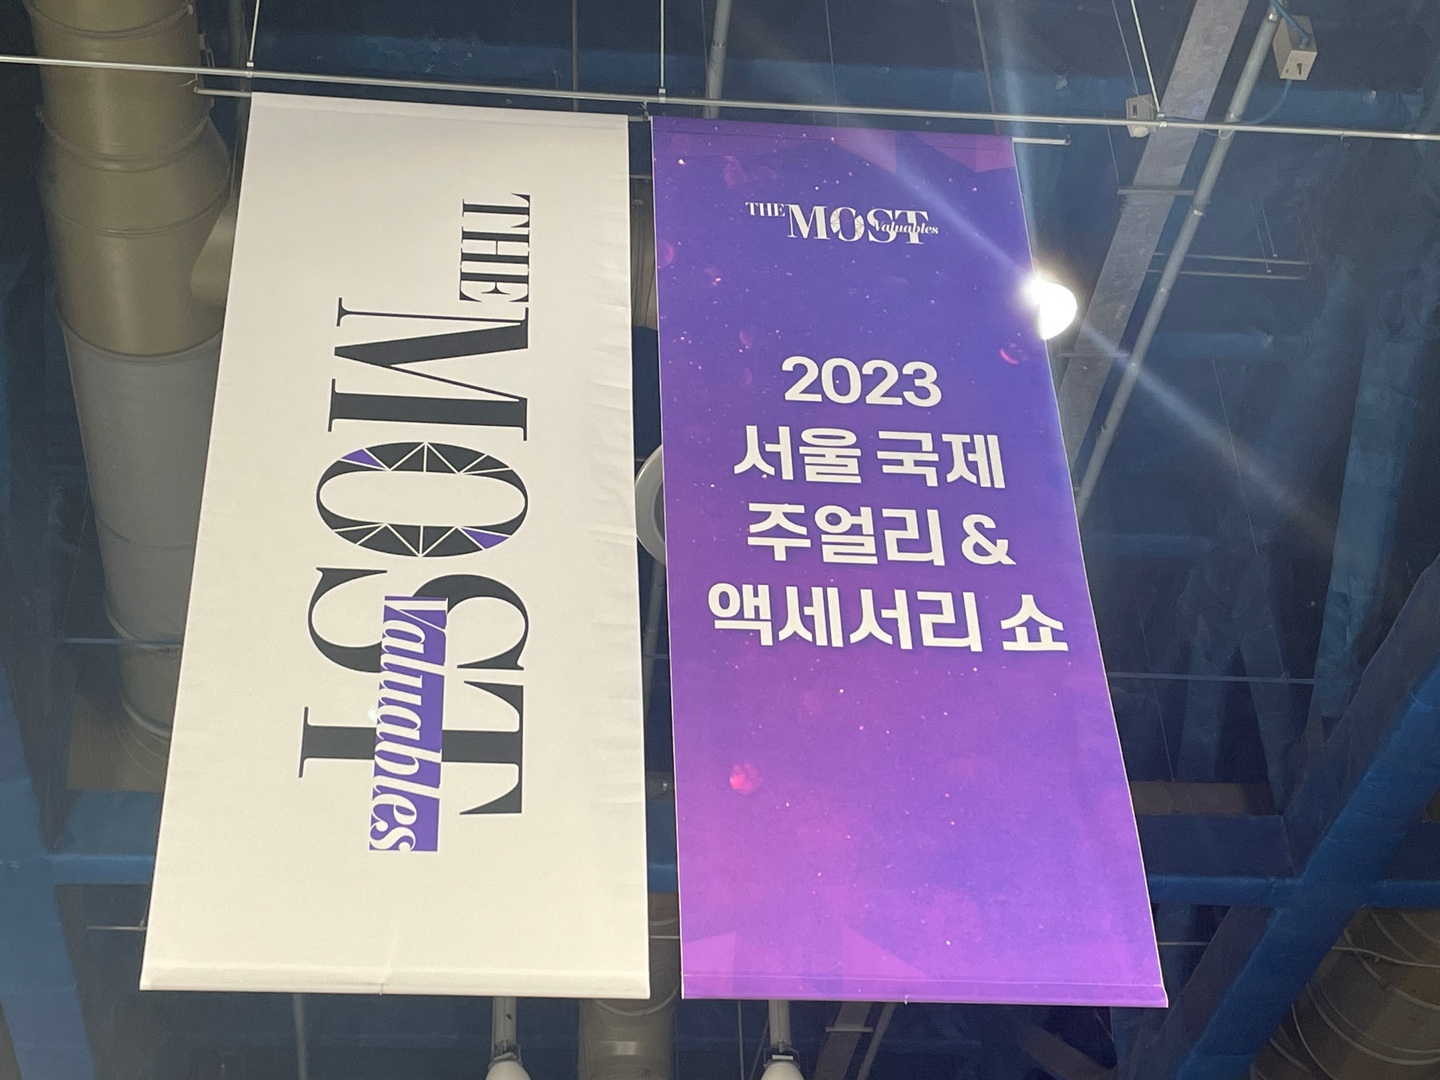 THE
MOST
Valuables
THE MOST
Valuables
2023
서울 국제
주얼리 &
액세서리 쇼